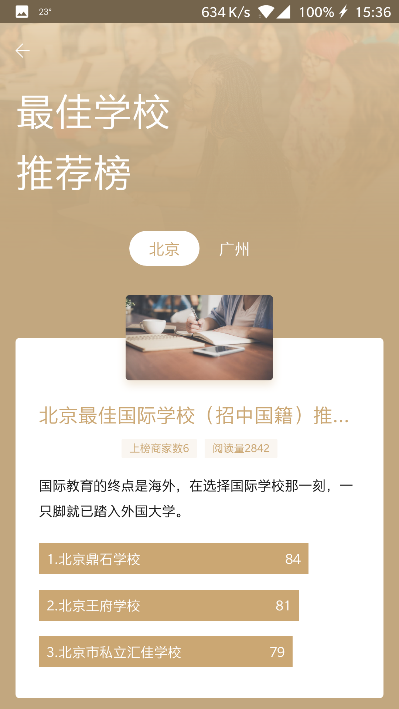 23° 634 K/s 100% 15:36
最佳学校
推荐榜
北京 广州
北京最佳国际学校（招中国籍）推...
上榜商家数6 阅读量2842
国际教育的终点是海外，在选择国际学校那一刻，一
只脚就已踏入外国大学。
1.北京鼎石学校 84
2.北京王府学校 81
3.北京市私立汇佳学校 79